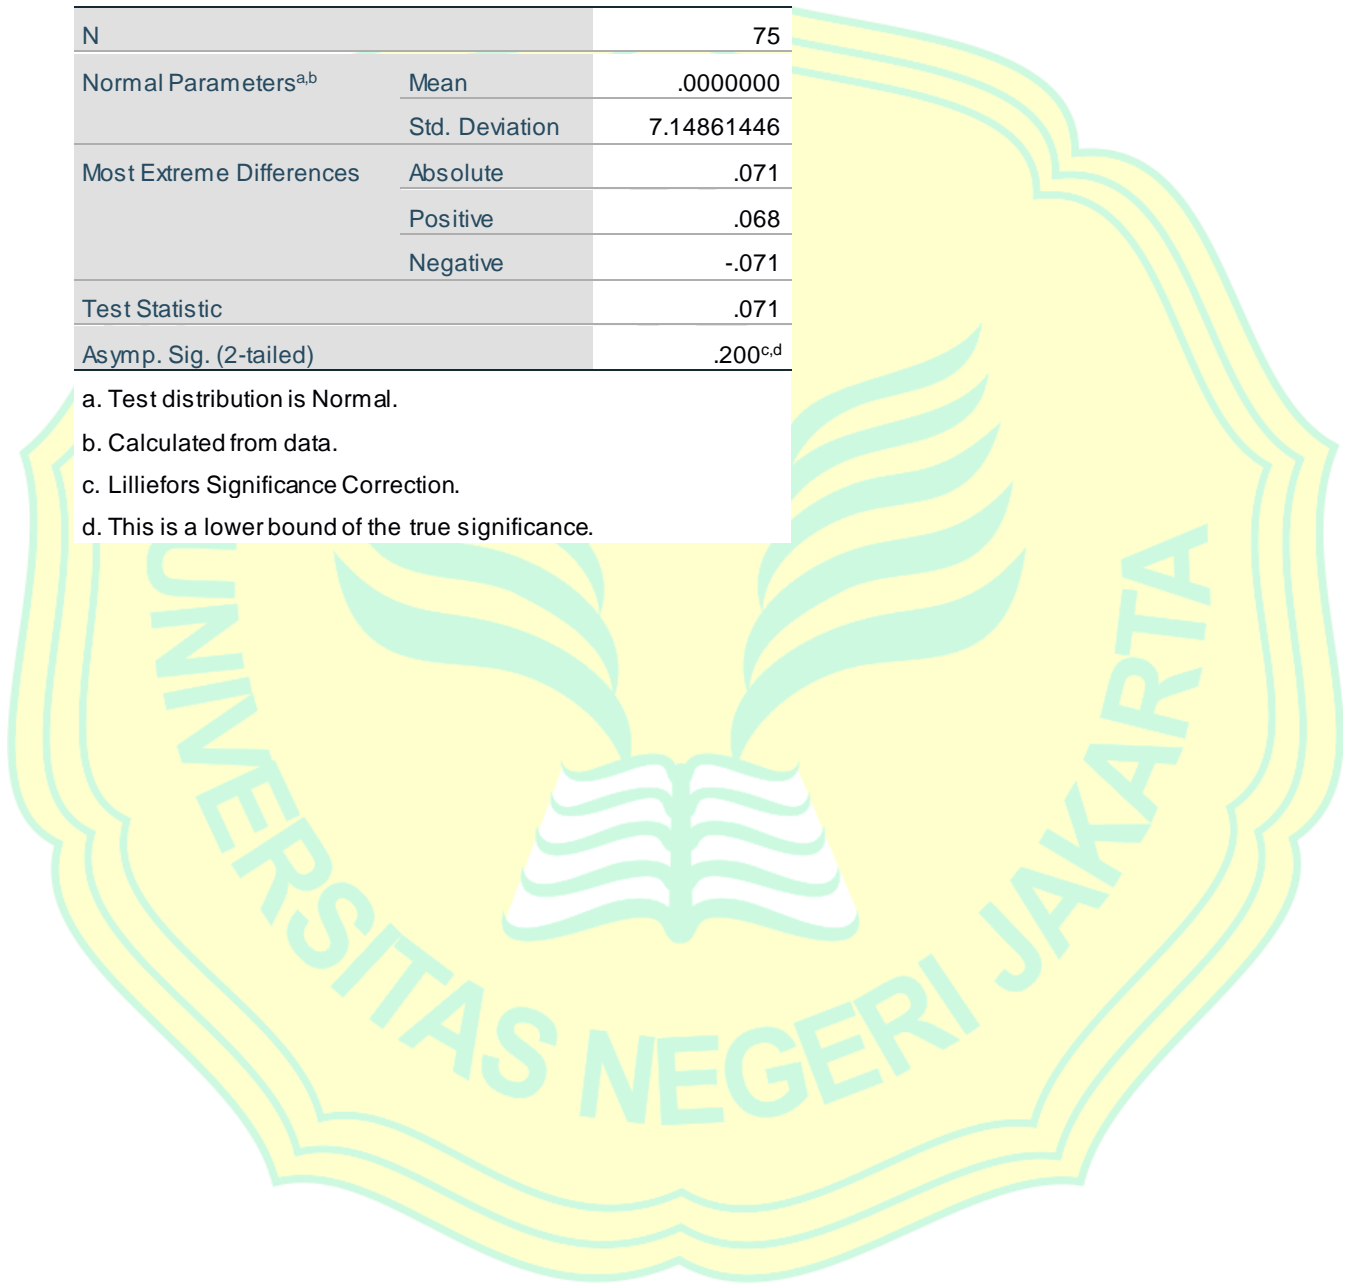 N 75
Normal Parametersa,b Mean .0000000
Std. Deviation 7.14861446
Most Extreme Differences Absolute .071
Positive .068
Negative -.071
Test Statistic .071
Asymp. Sig. (2-tailed) .200c,d
a. Test distribution is Normal.
b. Calculated from data.
c. Lilliefors Significance Correction.
d. This is a lower bound of the true significance.
UNIVERSITAS NEGERI JAKARTA